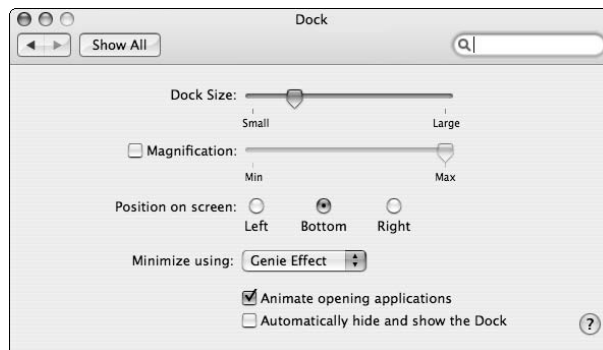 Dock
Show All
Dock Size:
Small Large
Magnification:
Min Max
Position on screen:
Left Bottom Right
Minimize using: Genie Effect
Animate opening applications
Automatically hide and show the Dock
?